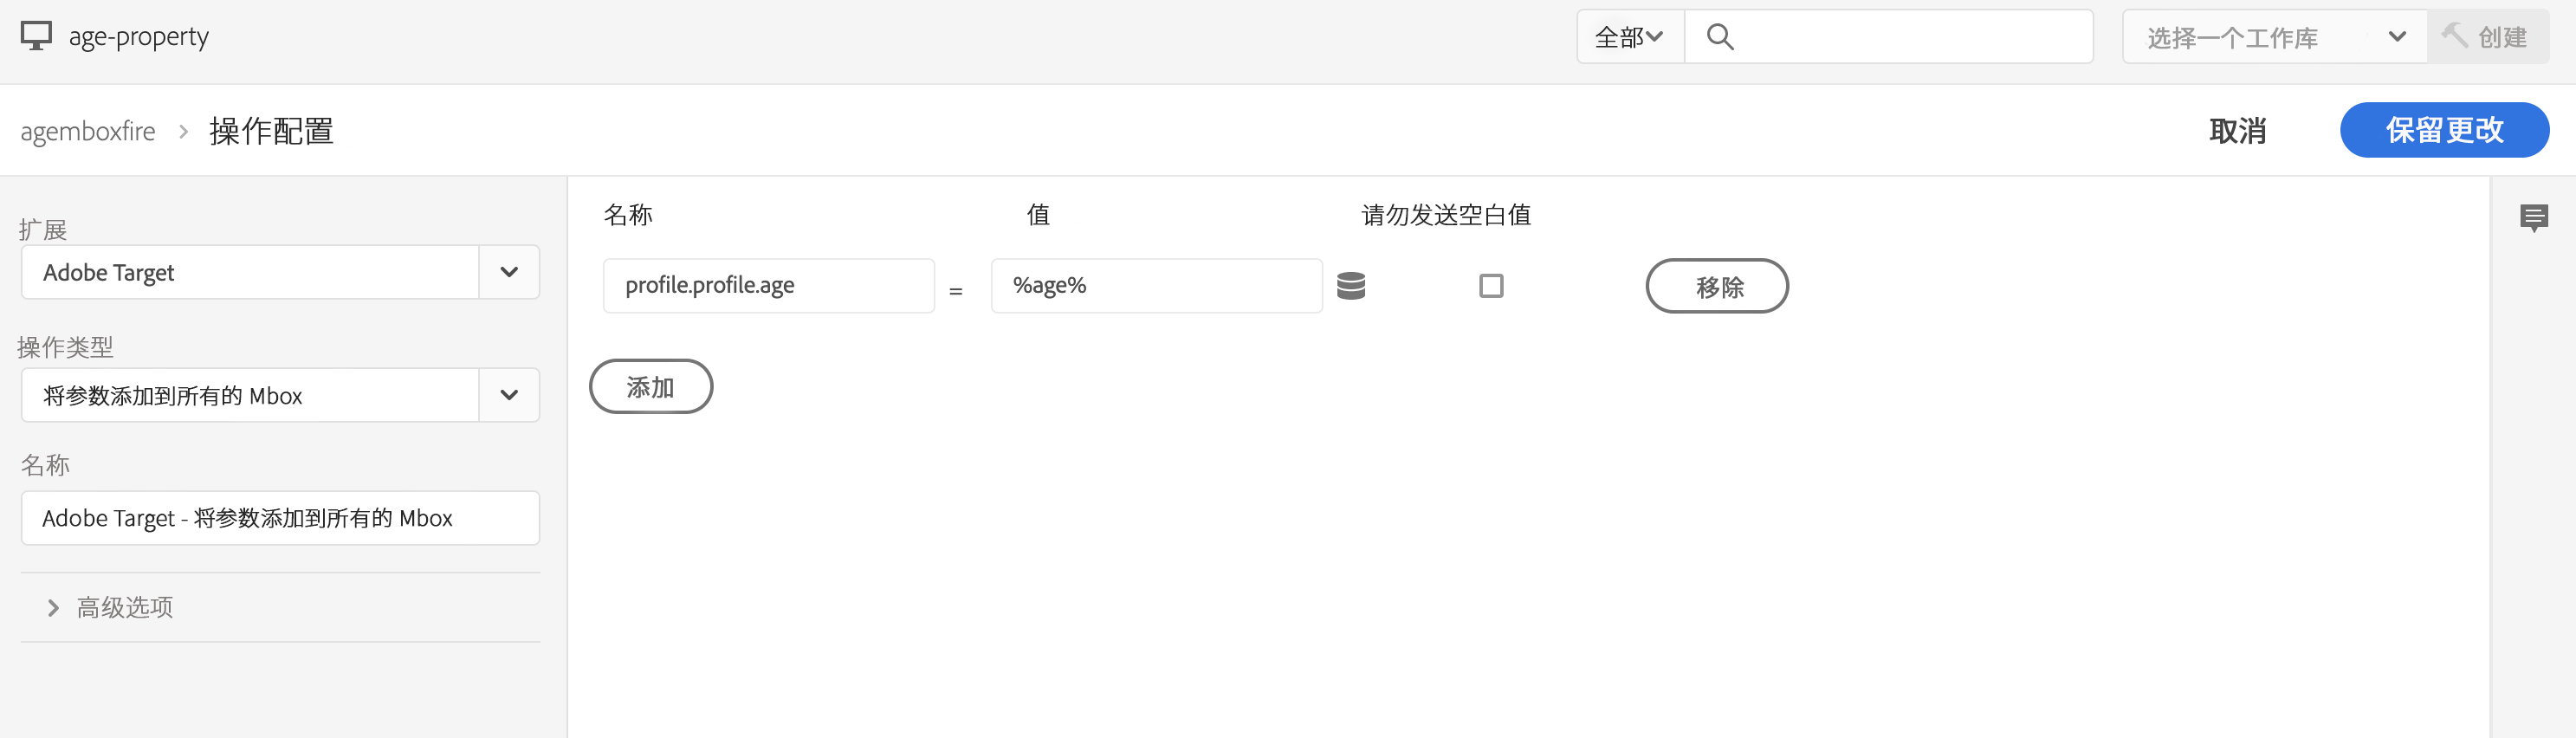 age-property
全部
选择一个工作库
创建
agemboxfire
操作配置
取消
保留更改
扩展
Adobe Target
操作类型
将参数添加到所有的 Mbox
名称
Adobe Target - 将参数添加到所有的 Mbox
高级选项
名称 值 请勿发送空白值
profile.profile.age = %age% 移除
添加